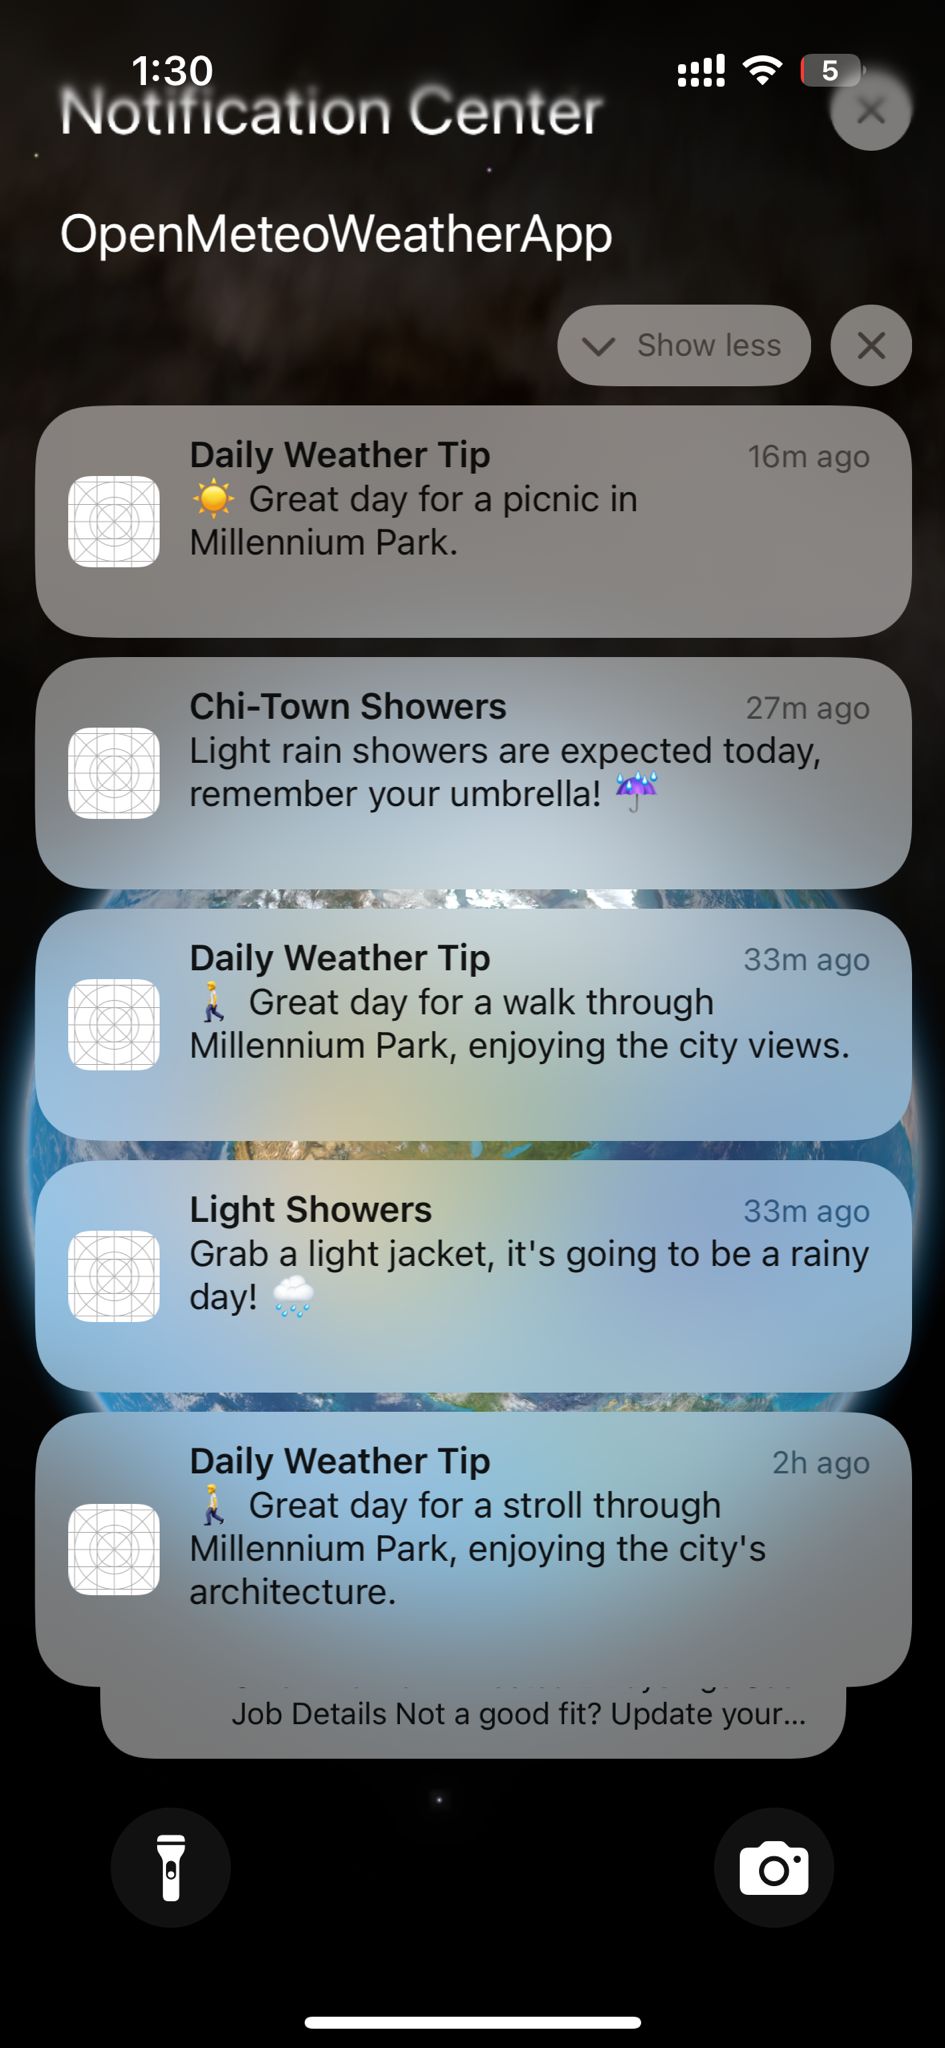 1:30
5
Notification Center
OpenMeteoWeatherApp
Show less
Daily Weather Tip
16m ago
☀️ Great day for a picnic in
Millennium Park.
Chi-Town Showers
27m ago
Light rain showers are expected today,
remember your umbrella! ☔
Daily Weather Tip
33m ago
🚶 Great day for a walk through
Millennium Park, enjoying the city views.
Light Showers
33m ago
Grab a light jacket, it's going to be a rainy
day! 🌧️
Daily Weather Tip
2h ago
🚶 Great day for a stroll through
Millennium Park, enjoying the city's
architecture.
Job Details Not a good fit? Update your...